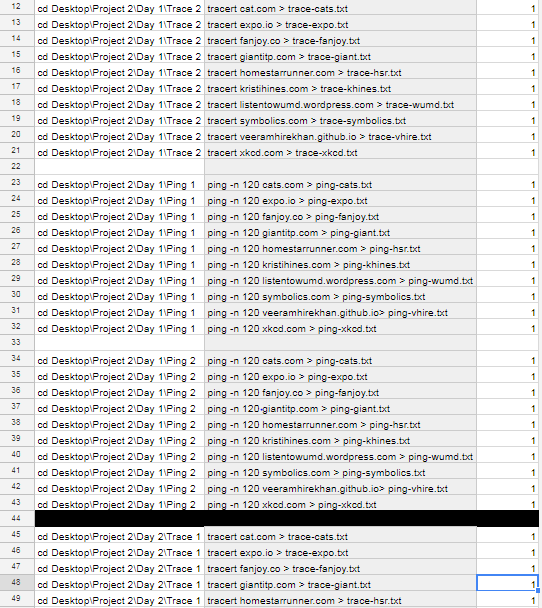 12 cd Desktop\Project 2\Day 1\Trace 2 tracert cat.com > trace-cats.txt 1
13 cd Desktop\Project 2\Day 1\Trace 2 tracert expo.io > trace-expo.txt 1
14 cd Desktop\Project 2\Day 1\Trace 2 tracert fanjoy.co > trace-fanjoy.txt 1
15 cd Desktop\Project 2\Day 1\Trace 2 tracert giantitp.com > trace-giant.txt 1
16 cd Desktop\Project 2\Day 1\Trace 2 tracert homestarrunner.com > trace-hsr.txt 1
17 cd Desktop\Project 2\Day 1\Trace 2 tracert kristihines.com > trace-khines.txt 1
18 cd Desktop\Project 2\Day 1\Trace 2 tracert listentowumd.wordpress.com > trace-wumd.txt 1
19 cd Desktop\Project 2\Day 1\Trace 2 tracert symbolics.com > trace-symbolics.txt 1
20 cd Desktop\Project 2\Day 1\Trace 2 tracert veeramhirekhan.github.io > trace-vhire.txt 1
21 cd Desktop\Project 2\Day 1\Trace 2 tracert xkcd.com > trace-xkcd.txt 1
22
23 cd Desktop\Project 2\Day 1\Ping 1 ping -n 120 cats.com > ping-cats.txt 1
24 cd Desktop\Project 2\Day 1\Ping 1 ping -n 120 expo.io > ping-expo.txt 1
25 cd Desktop\Project 2\Day 1\Ping 1 ping -n 120 fanjoy.co > ping-fanjoy.txt 1
26 cd Desktop\Project 2\Day 1\Ping 1 ping -n 120 giantitp.com > ping-giant.txt 1
27 cd Desktop\Project 2\Day 1\Ping 1 ping -n 120 homestarrunner.com > ping-hsr.txt 1
28 cd Desktop\Project 2\Day 1\Ping 1 ping -n 120 kristihines.com > ping-khines.txt 1
29 cd Desktop\Project 2\Day 1\Ping 1 ping -n 120 listentowumd.wordpress.com > ping-wumd.txt 1
30 cd Desktop\Project 2\Day 1\Ping 1 ping -n 120 symbolics.com > ping-symbolics.txt 1
31 cd Desktop\Project 2\Day 1\Ping 1 ping -n 120 veeramhirekhan.github.io> ping-vhire.txt 1
32 cd Desktop\Project 2\Day 1\Ping 1 ping -n 120 xkcd.com > ping-xkcd.txt 1
33
34 cd Desktop\Project 2\Day 1\Ping 2 ping -n 120 cats.com > ping-cats.txt 1
35 cd Desktop\Project 2\Day 1\Ping 2 ping -n 120 expo.io > ping-expo.txt 1
36 cd Desktop\Project 2\Day 1\Ping 2 ping -n 120 fanjoy.co > ping-fanjoy.txt 1
37 cd Desktop\Project 2\Day 1\Ping 2 ping -n 120 giantitp.com > ping-giant.txt 1
38 cd Desktop\Project 2\Day 1\Ping 2 ping -n 120 homestarrunner.com > ping-hsr.txt 1
39 cd Desktop\Project 2\Day 1\Ping 2 ping -n 120 kristihines.com > ping-khines.txt 1
40 cd Desktop\Project 2\Day 1\Ping 2 ping -n 120 listentowumd.wordpress.com > ping-wumd.txt 1
41 cd Desktop\Project 2\Day 1\Ping 2 ping -n 120 symbolics.com > ping-symbolics.txt 1
42 cd Desktop\Project 2\Day 1\Ping 2 ping -n 120 veeramhirekhan.github.io> ping-vhire.txt 1
43 cd Desktop\Project 2\Day 1\Ping 2 ping -n 120 xkcd.com > ping-xkcd.txt 1
44
45 cd Desktop\Project 2\Day 2\Trace 1 tracert cat.com > trace-cats.txt 1
46 cd Desktop\Project 2\Day 2\Trace 1 tracert expo.io > trace-expo.txt 1
47 cd Desktop\Project 2\Day 2\Trace 1 tracert fanjoy.co > trace-fanjoy.txt 1
48 cd Desktop\Project 2\Day 2\Trace 1 tracert giantitp.com > trace-giant.txt 1
49 cd Desktop\Project 2\Day 2\Trace 1 tracert homestarrunner.com > trace-hsr.txt 1